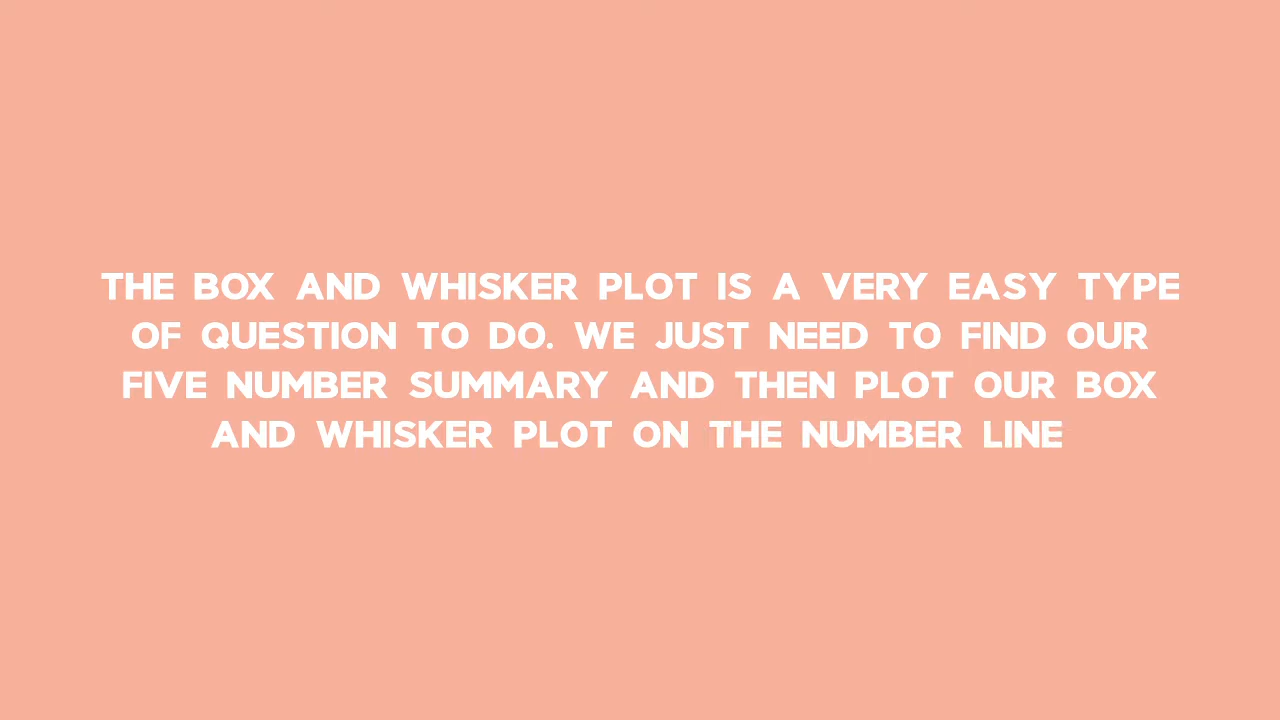 THE BOX AND WHISKER PLOT IS A VERY EASY TYPE
OF QUESTION TO DO. WE JUST NEED TO FIND OUR
FIVE NUMBER SUMMARY AND THEN PLOT OUR BOX
AND WHISKER PLOT ON THE NUMBER LINE